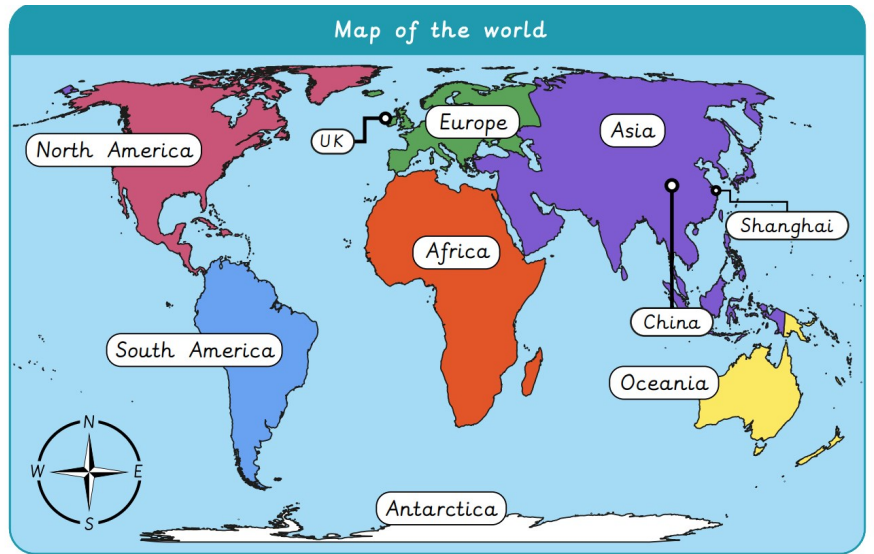 Map of the world
North America
UK
Europe
Asia
Shanghai
Africa
China
South America
Oceania
N
W
E
S
Antarctica